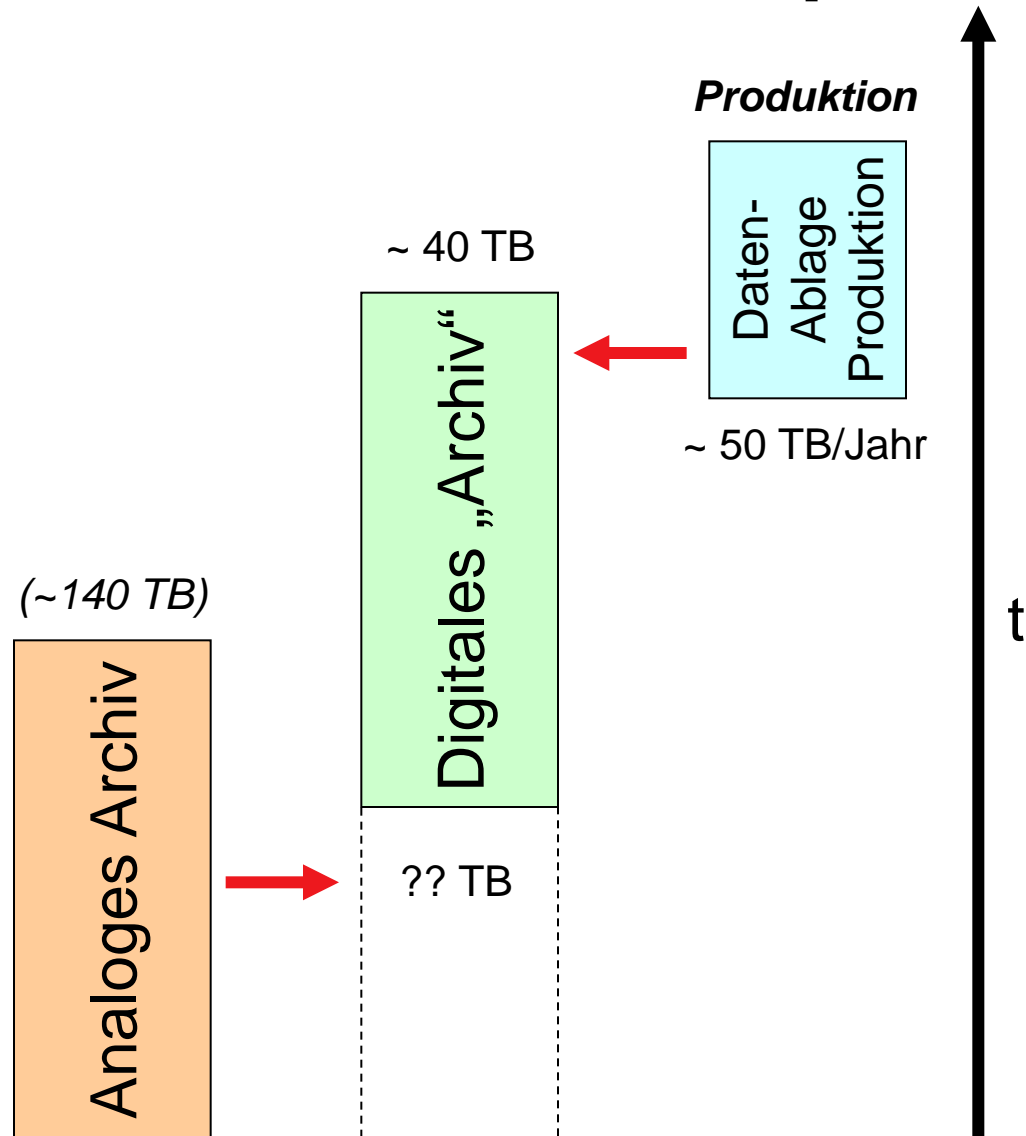 Produktion
Daten-
Ablage
Produktion
~ 40 TB
Digitales „Archiv“
~ 50 TB/Jahr
(~140 TB)
t
Analoges Archiv
?? TB